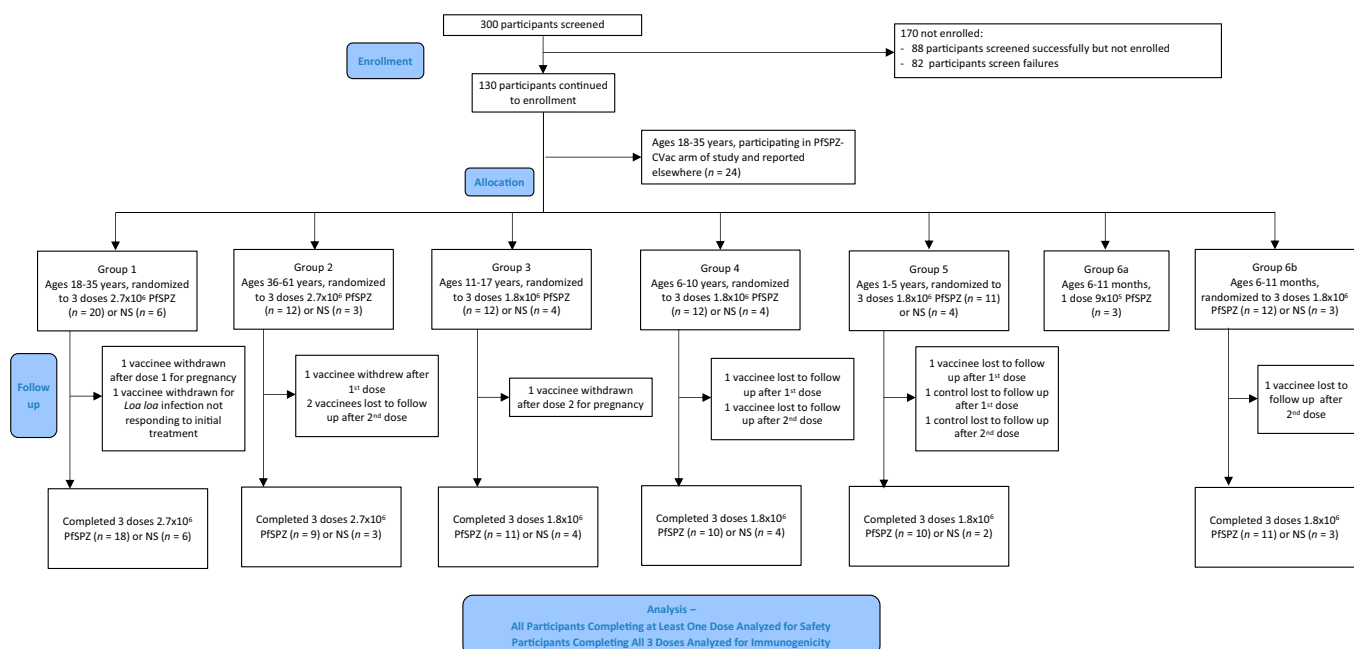 300 participants screened
170 not enrolled:
- 88 participants screened successfully but not enrolled
- 82 participants screen failures
Enrollment
130 participants continued
to enrollment
Ages 18-35 years, participating in PfSPZ-
CVac arm of study and reported
elsewhere (n = 24)
Allocation
Group 1
Ages 18-35 years, randomized
to 3 doses 2.7x10⁶ PfSPZ
(n = 20) or NS (n = 6)
Group 2
Ages 36-61 years, randomized
to 3 doses 2.7x10⁶ PfSPZ
(n = 12) or NS (n = 3)
Group 3
Ages 11-17 years, randomized
to 3 doses 1.8x10⁶ PfSPZ
(n = 12) or NS (n = 4)
Group 4
Ages 6-10 years, randomized
to 3 doses 1.8x10⁶ PfSPZ
(n = 12) or NS (n = 4)
Group 5
Ages 1-5 years, randomized to
3 doses 1.8x10⁶ PfSPZ (n = 11)
or NS (n = 4)
Group 6a
Ages 6-11 months,
1 dose 9x10⁵ PfSPZ
(n = 3)
Group 6b
Ages 6-11 months,
randomized to 3 doses 1.8x10⁶
PfSPZ (n = 12) or NS (n = 3)
Follow
up
1 vaccinee withdrawn
after dose 1 for pregnancy
1 vaccinee withdrawn for
Loa loa infection not
responding to initial
treatment
1 vaccinee withdrew after
1st dose
2 vaccinees lost to follow
up after 2nd dose
1 vaccinee withdrawn
after dose 2 for pregnancy
1 vaccinee lost to follow
up after 1st dose
1 vaccinee lost to follow
up after 2nd dose
1 vaccinee lost to follow
up after 1st dose
1 control lost to follow up
after 1st dose
1 control lost to follow up
after 2nd dose
1 vaccinee lost to
follow up after
2nd dose
Completed 3 doses 2.7x10⁶
PfSPZ (n = 18) or NS (n = 6)
Completed 3 doses 2.7x10⁶
PfSPZ (n = 9) or NS (n = 3)
Completed 3 doses 1.8x10⁶
PfSPZ (n = 11) or NS (n = 4)
Completed 3 doses 1.8x10⁶
PfSPZ (n = 10) or NS (n = 4)
Completed 3 doses 1.8x10⁶
PfSPZ (n = 10) or NS (n = 2)
Completed 3 doses 1.8x10⁶
PfSPZ (n = 11) or NS (n = 3)
Analysis –
All Participants Completing at Least One Dose Analyzed for Safety
Participants Completing All 3 Doses Analyzed for Immunogenicity